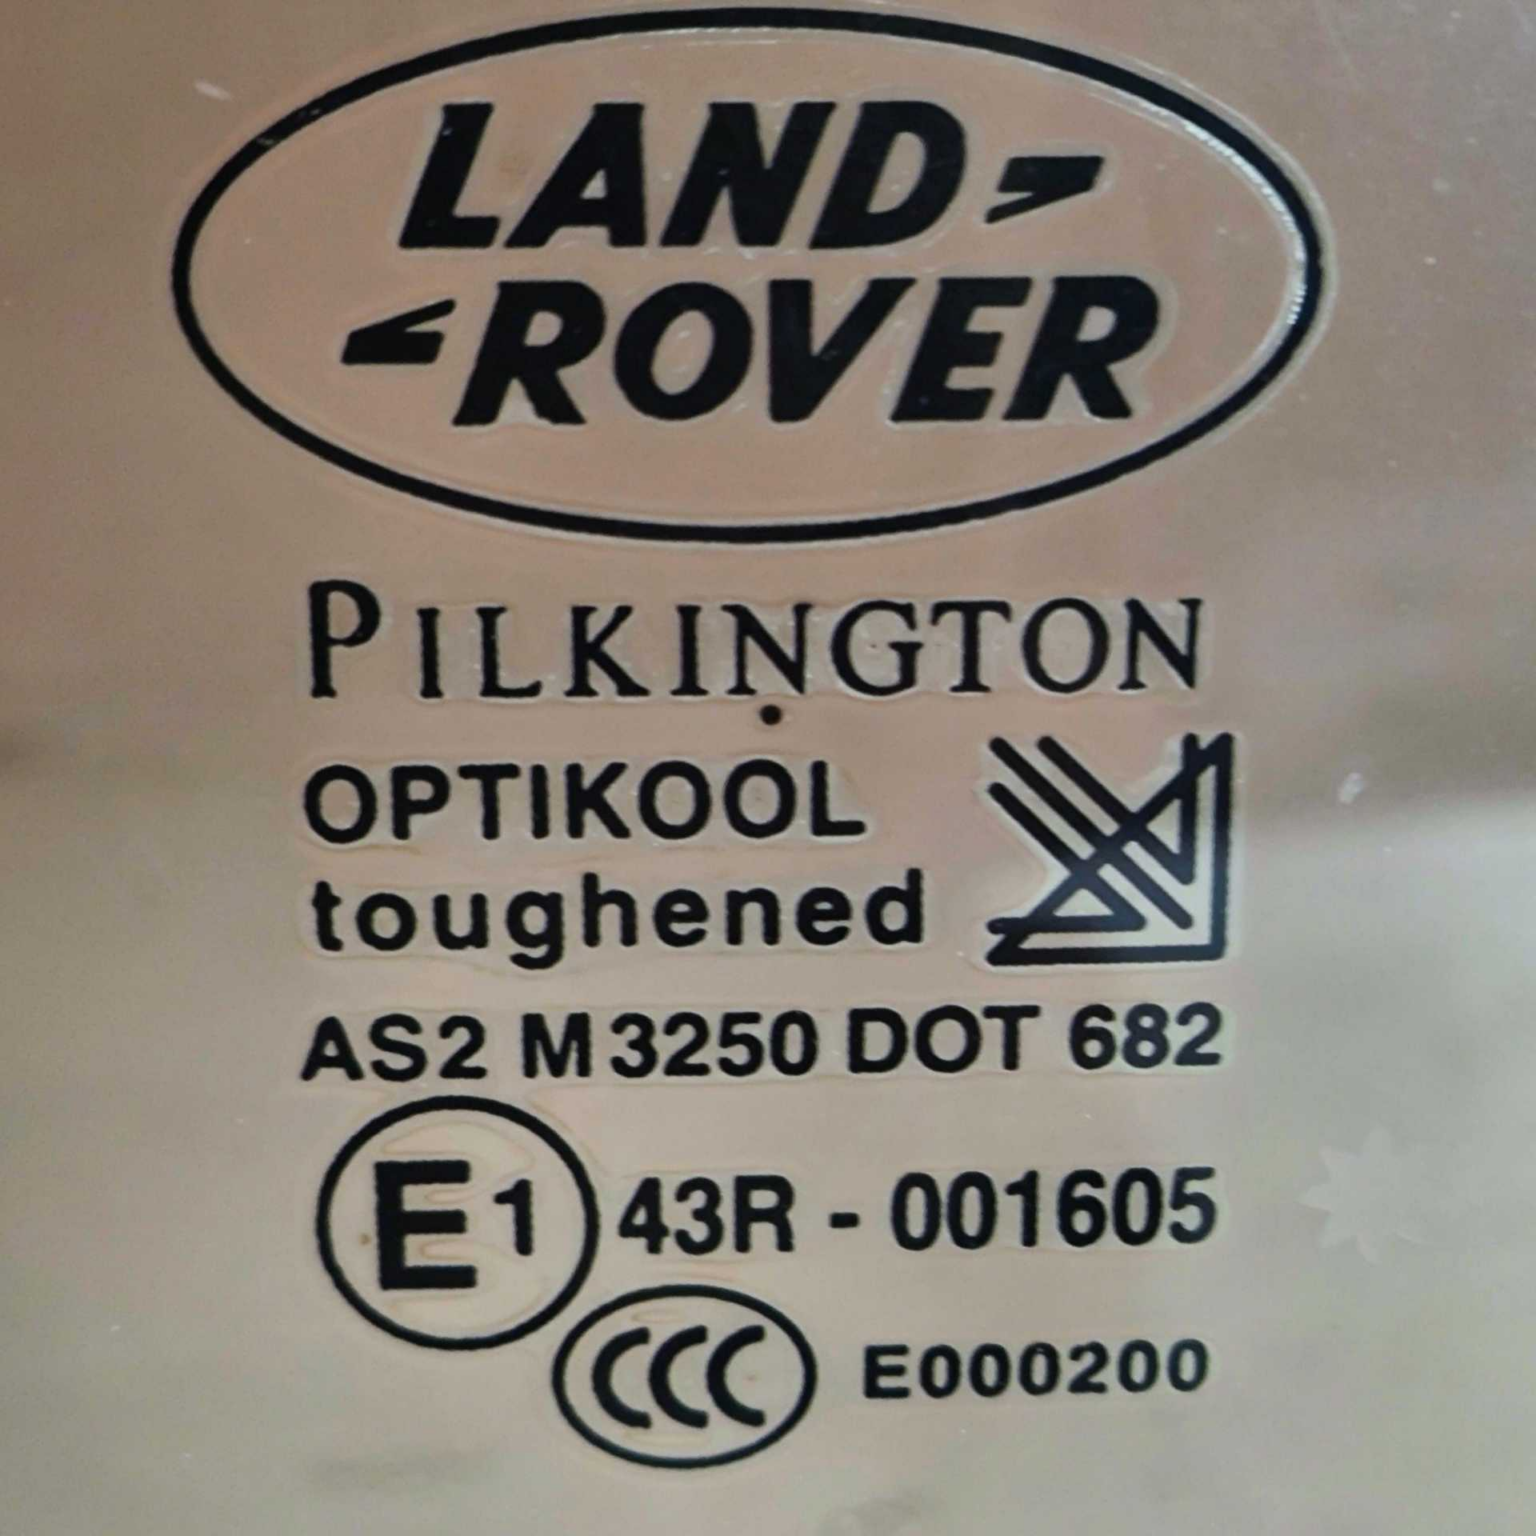 LAND
ROVER
PILKINGTON
OPTIKOOL
toughened
AS2 M3250 DOT 682
E1 43R - 001605
CCC E000200